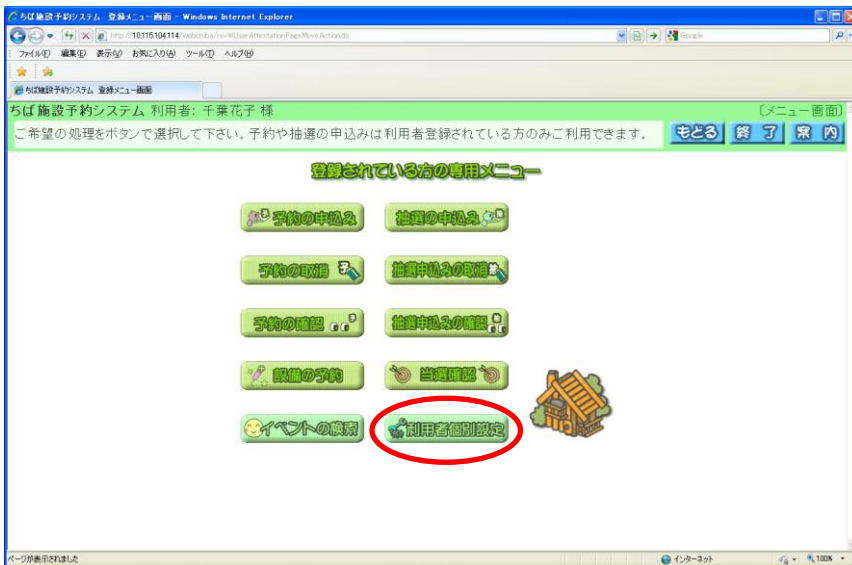 ちば施設予約システム 登録メニュー画面 - Windows Internet Explorer
http://10.115.104.114/webchiba/rsvWUserAttestationPageMoveAction.do
Google
ファイル(F) 編集(E) 表示(V) お気に入り(A) ツール(T) ヘルプ(H)
ちば施設予約システム 登録メニュー画面
ちば施設予約システム 利用者: 千葉花子 様 〔メニュー画面〕
ご希望の処理をボタンで選択して下さい。予約や抽選の申込みは利用者登録されている方のみご利用できます。 もどる 終了 案内
登録されている方の専用メニュー
予約の申込み 抽選の申込み
予約の取消 抽選申込みの取消
予約の確認 抽選申込みの確認
設備の予約 当選確認
イベントの検索 利用者個別設定
ページが表示されました インターネット 100%